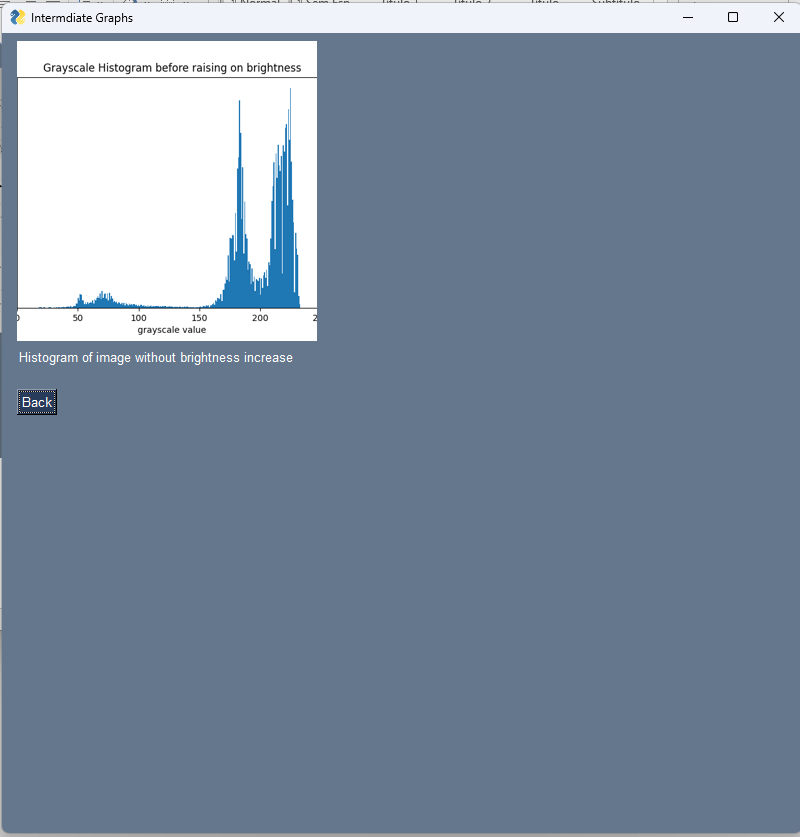 Intermdiate Graphs
Grayscale Histogram before raising on brightness
0 50 100 150 200 2
grayscale value
Histogram of image without brightness increase
Back